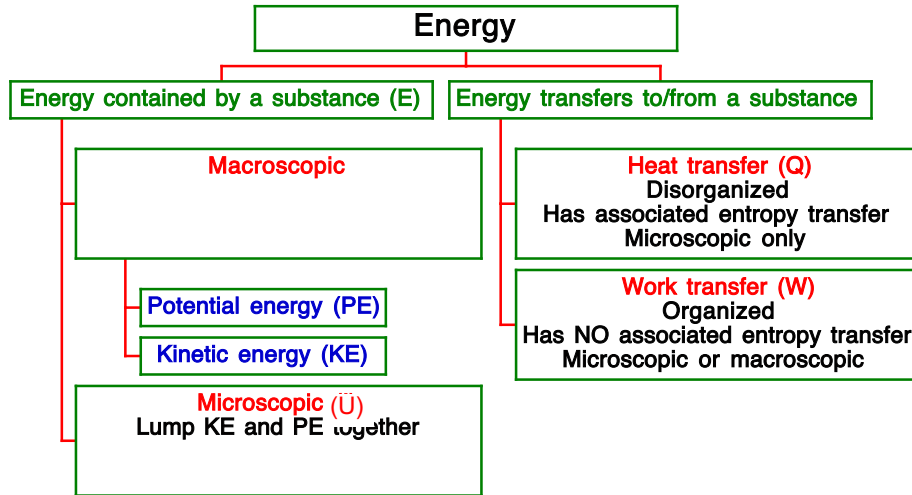 Energy
Energy contained by a substance (E)
Energy transfers to/from a substance
Macroscopic
Potential energy (PE)
Kinetic energy (KE)
Microscopic (U)
Lump KE and PE together
Heat transfer (Q)
Disorganized
Has associated entropy transfer
Microscopic only
Work transfer (W)
Organized
Has NO associated entropy transfer
Microscopic or macroscopic